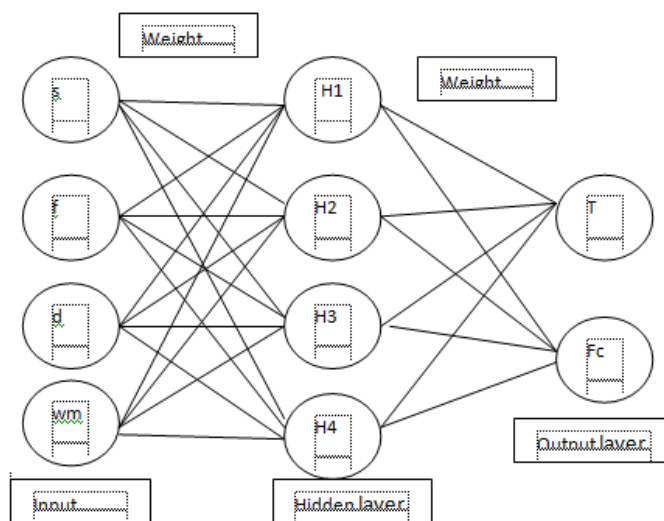 Weight
s
H1
Weight
f
H2
T
d
H3
Fc
wm
H4
Output layer
Input
Hidden layer